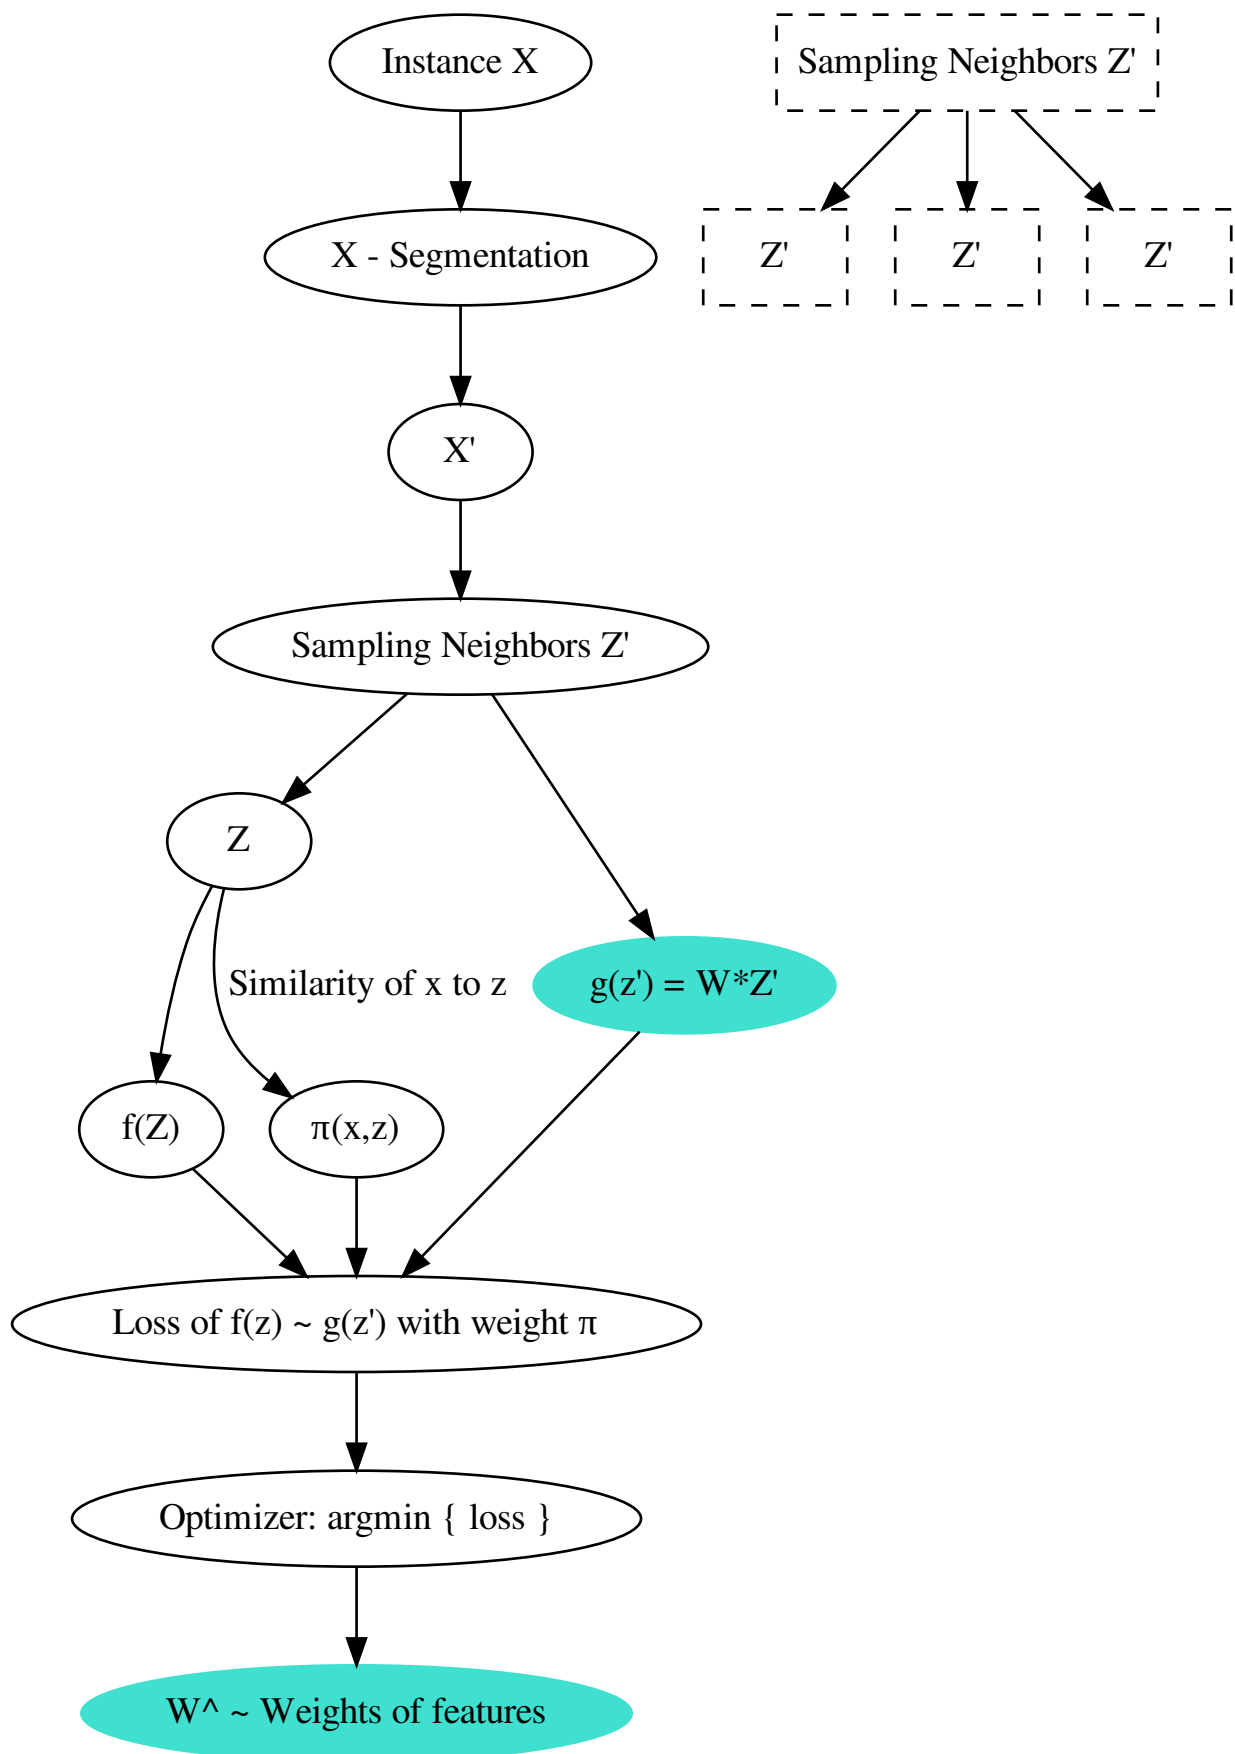 Instance X
Sampling Neighbors Z'
X - Segmentation
Z'
Z'
Z'
X'
Sampling Neighbors Z'
Z
Similarity of x to z
g(z') = W*Z'
f(Z)
π(x,z)
Loss of f(z) ~ g(z') with weight π
Optimizer: argmin { loss }
W^ ~ Weights of features